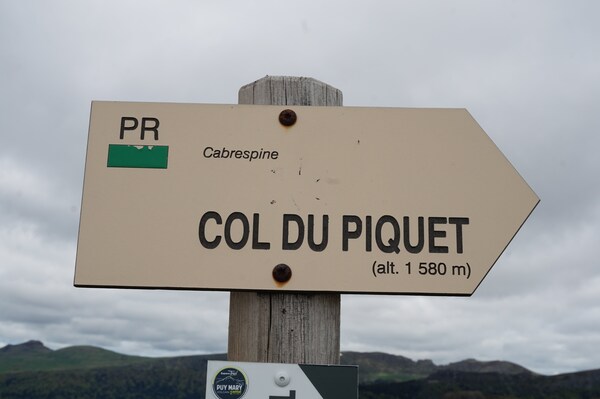 PR
Cabrespine
COL DU PIQUET
(alt. 1 580 m)
PUY MARY